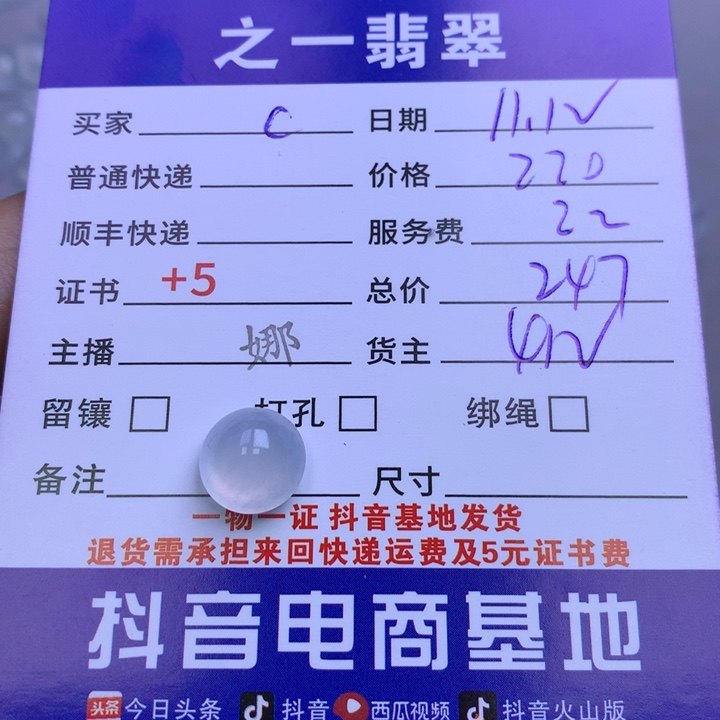 之一翡翠
买家 C 日期 11.12
普通快递 价格 220
顺丰快递 服务费 22
证书 +5 总价 247
主播 娜 货主
留镶 打孔 绑绳
备注 尺寸
一物一证 抖音基地发货
退货需承担来回快递运费及5元证书费
抖音电商基地
头条 今日头条 抖音 西瓜视频 抖音火山版